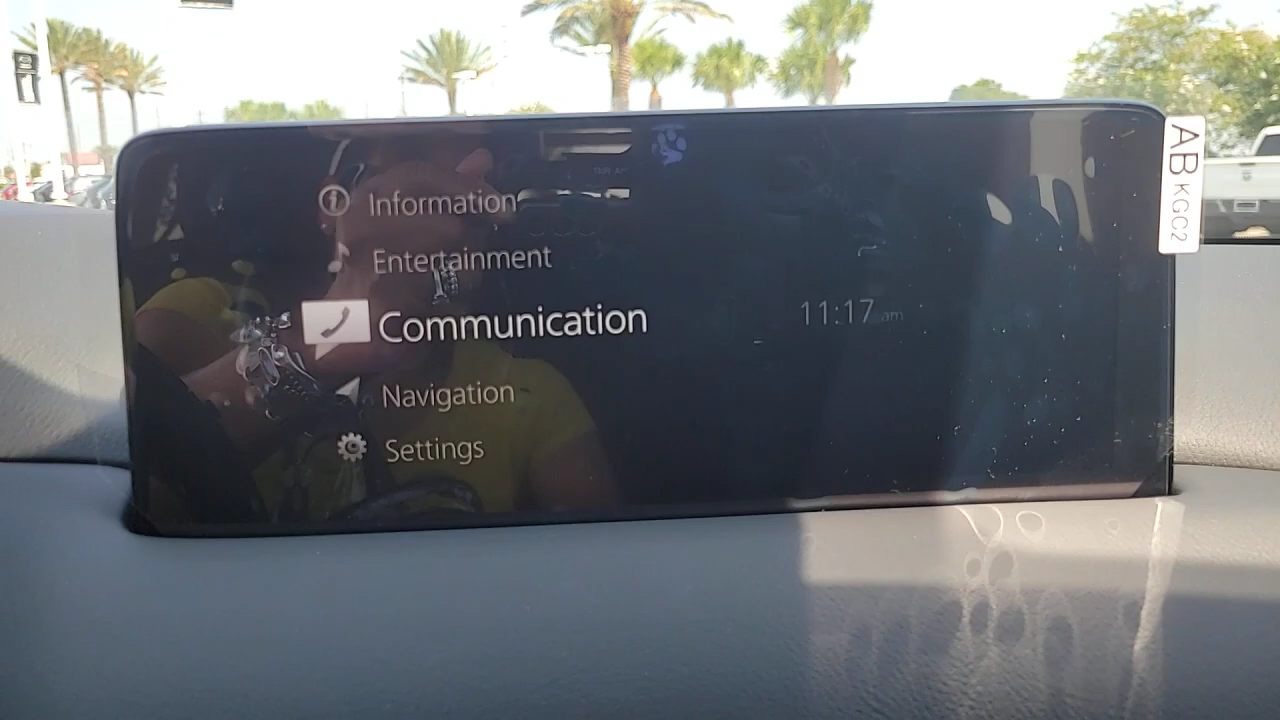 Information
Entertainment
Communication
11:17 am
Navigation
Settings
AB KGC2